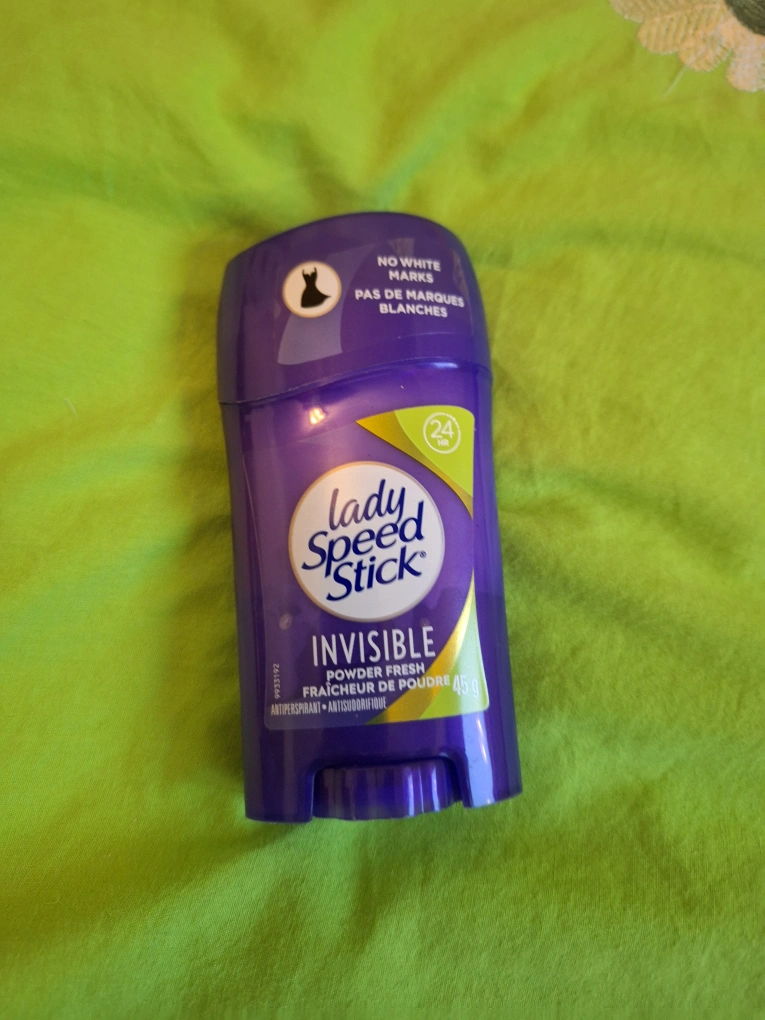 NO WHITE
MARKS
PAS DE MARQUES
BLANCHES
24
HR
lady
Speed
Stick®
INVISIBLE
POWDER FRESH
FRAÎCHEUR DE POUDRE
45 g
ANTIPERSPIRANT • ANTISUDORIFIQUE
9933192